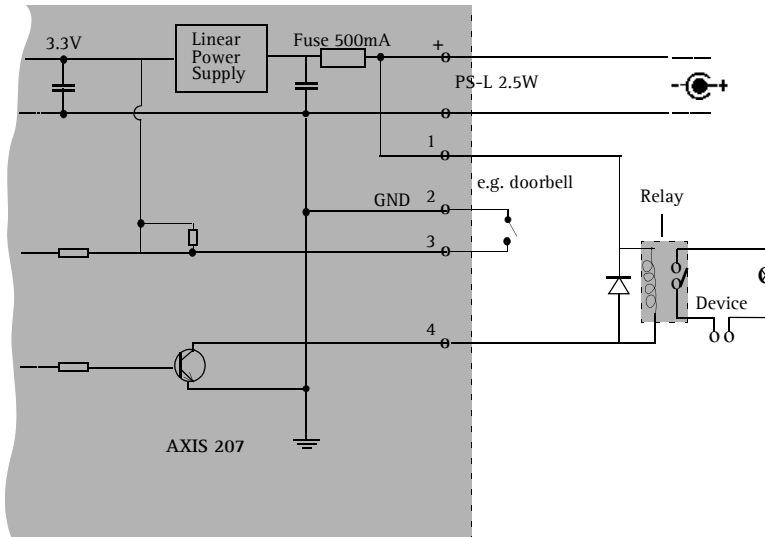 3.3V
Linear
Power
Supply
Fuse 500mA
+
PS-L 2.5W
- +
1
e.g. doorbell
GND 2
Relay
3
Device
4
AXIS 207